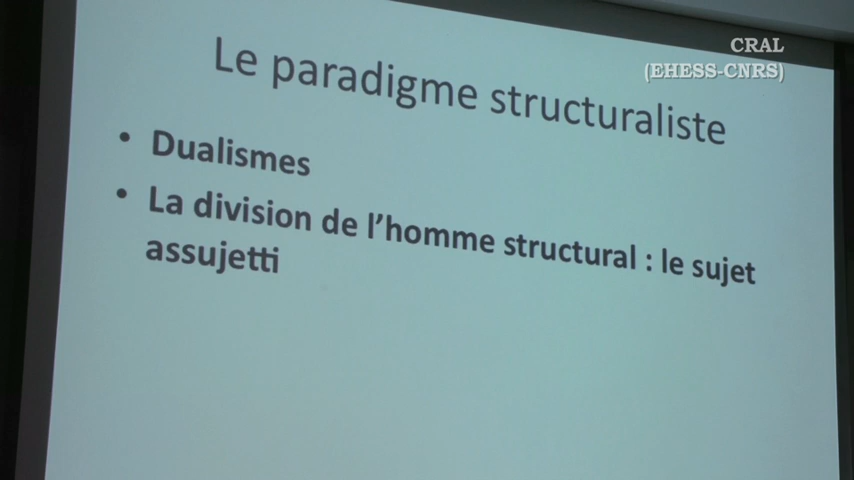 CRAL
(EHESS-CNRS)
Le paradigme structuraliste
• Dualismes
• La division de l'homme structural : le sujet
assujetti